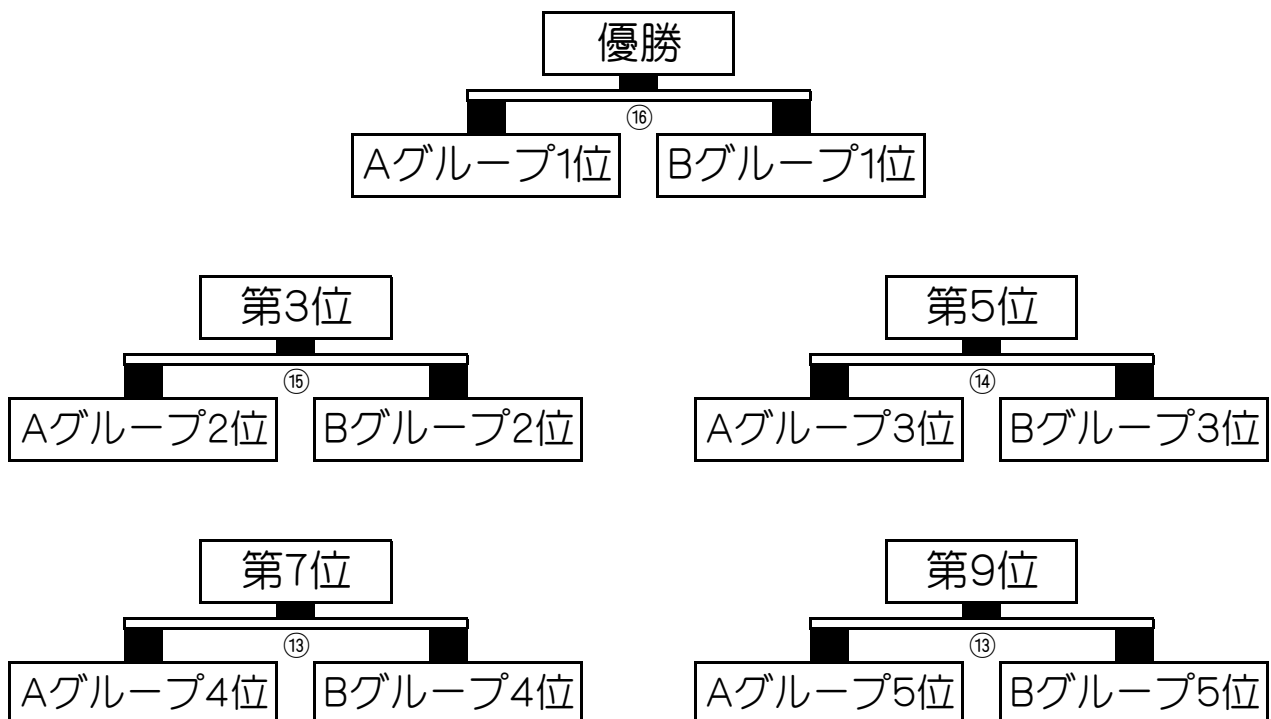 優勝
⑯
Aグループ1位 Bグループ1位
第3位 第5位
⑮ ⑭
Aグループ2位 Bグループ2位 Aグループ3位 Bグループ3位
第7位 第9位
⑬ ⑬
Aグループ4位 Bグループ4位 Aグループ5位 Bグループ5位